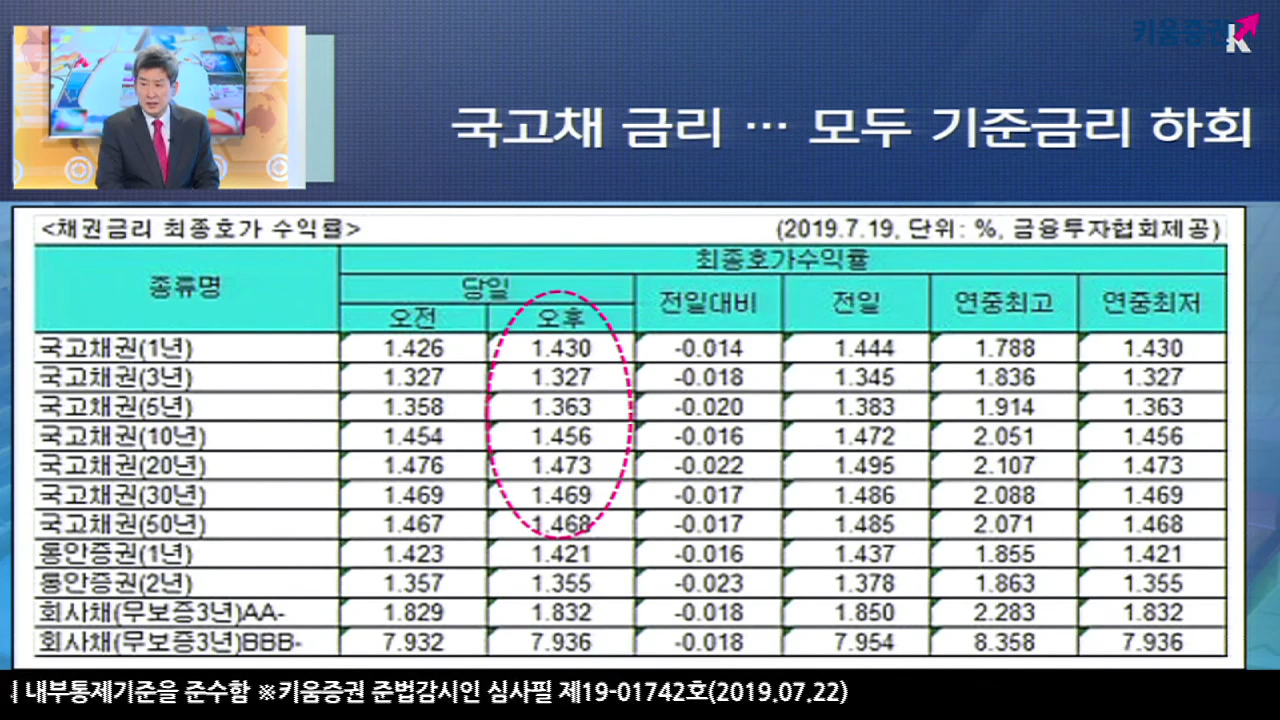 키움증권
K
국고채 금리 … 모두 기준금리 하회
<채권금리 최종호가 수익률> (2019.7.19, 단위: %, 금융투자협회제공)
종류명 최종호가수익률
당일 전일대비 전일 연중최고 연중최저
오전 오후
국고채권(1년) 1.426 1.430 -0.014 1.444 1.788 1.430
국고채권(3년) 1.327 1.327 -0.018 1.345 1.836 1.327
국고채권(5년) 1.358 1.363 -0.020 1.383 1.914 1.363
국고채권(10년) 1.454 1.456 -0.016 1.472 2.051 1.456
국고채권(20년) 1.476 1.473 -0.022 1.495 2.107 1.473
국고채권(30년) 1.469 1.469 -0.017 1.486 2.088 1.469
국고채권(50년) 1.467 1.468 -0.017 1.485 2.071 1.468
통안증권(1년) 1.423 1.421 -0.016 1.437 1.855 1.421
통안증권(2년) 1.357 1.355 -0.023 1.378 1.863 1.355
회사채(무보증3년)AA- 1.829 1.832 -0.018 1.850 2.283 1.832
회사채(무보증3년)BBB- 7.932 7.936 -0.018 7.954 8.358 7.936
내부통제기준을 준수함 ※키움증권 준법감시인 심사필 제19-01742호(2019.07.22)